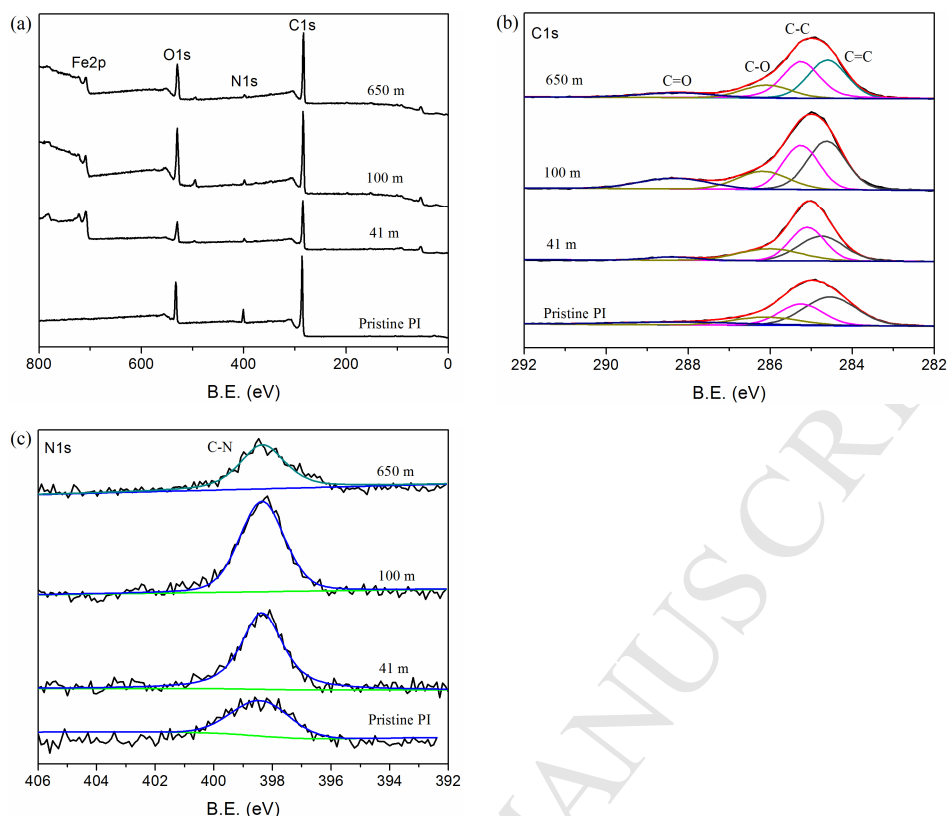 (a)
C1s
O1s
Fe2p
N1s
650 m
100 m
41 m
Pristine PI
800
600
400
200
0
B.E. (eV)
(b)
C1s
C-C
C=C
C-O
C=O
650 m
100 m
41 m
Pristine PI
292
290
288
286
284
282
B.E. (eV)
(c)
N1s
C-N
650 m
100 m
41 m
Pristine PI
406
404
402
400
398
396
394
392
B.E. (eV)